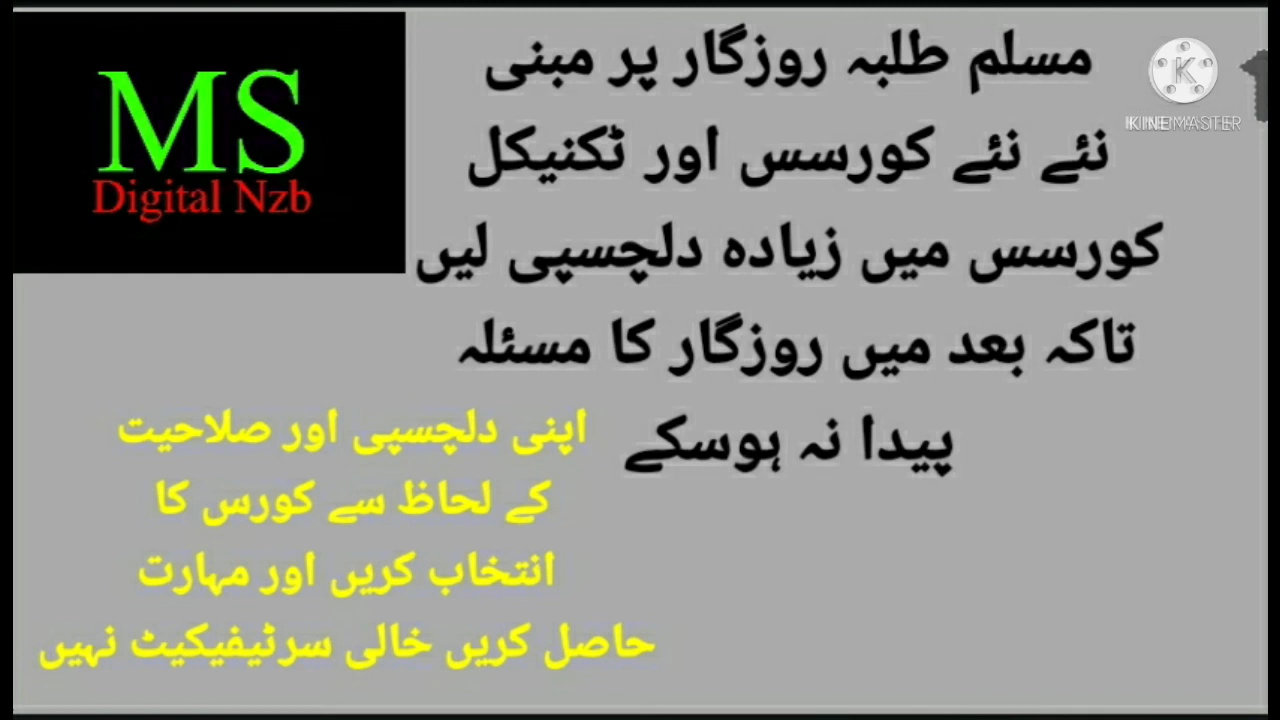 MS
Digital Nzb
مسلم طلبہ روزگار پر مبنی
نئے نئے کورسس اور ٹکنیکل
کورسس میں زیادہ دلچسپی لیں
تاکہ بعد میں روزگار کا مسئلہ
پیدا نہ ہوسکے
اپنی دلچسپی اور صلاحیت
کے لحاظ سے کورس کا
انتخاب کریں اور مہارت
حاصل کریں خالی سرٹیفیکیٹ نہیں
K
KINEMASTER